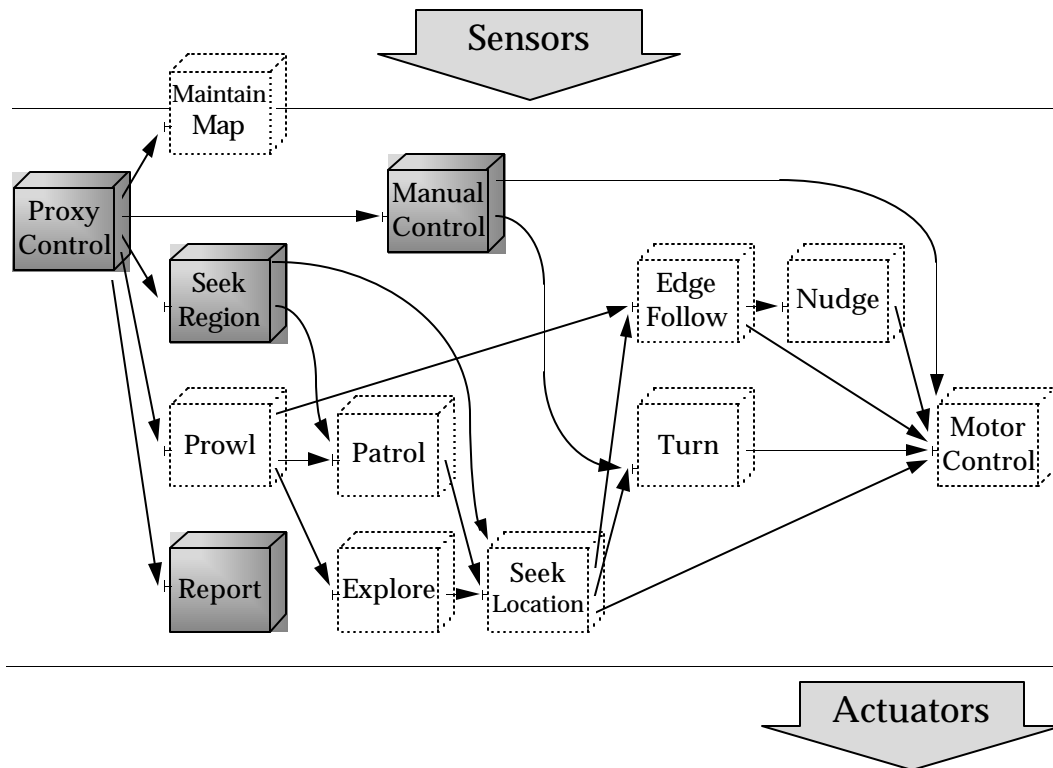 Sensors
Maintain
Map
Proxy
Control
Manual
Control
Seek
Region
Edge
Follow
Nudge
Prowl
Patrol
Turn
Motor
Control
Report
Explore
Seek
Location
Actuators